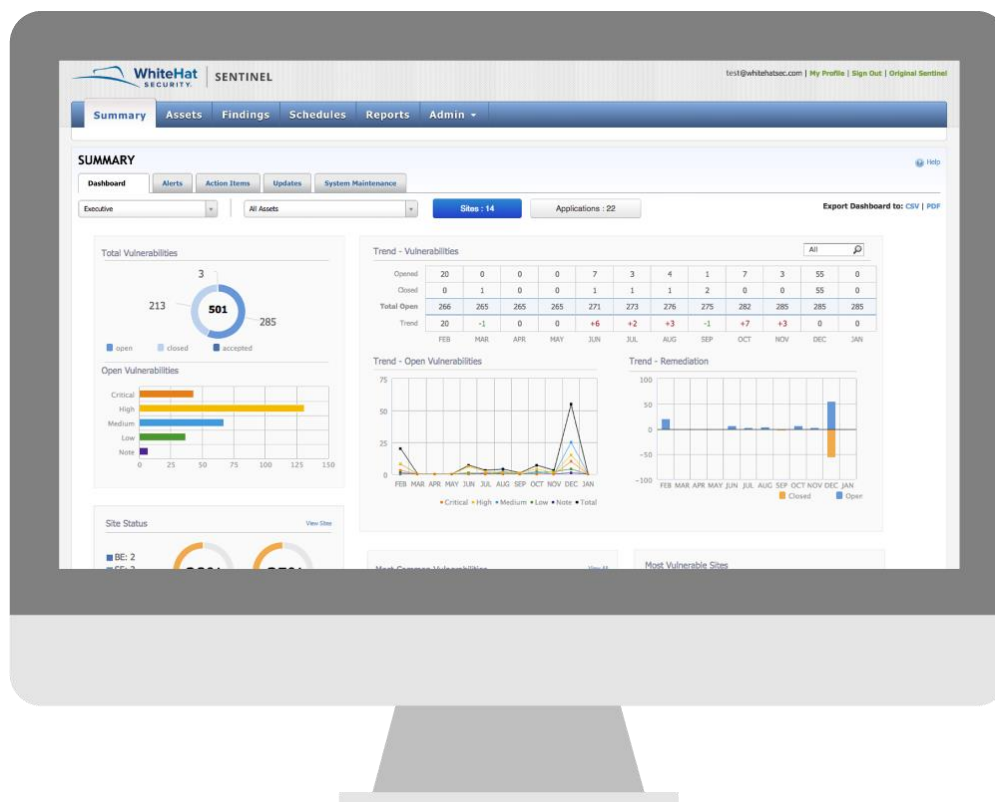 WhiteHat
SECURITY.
SENTINEL
test@whitehatsec.com | My Profile | Sign Out | Original Sentinel
Summary Assets Findings Schedules Reports Admin
SUMMARY
Help
Dashboard Alerts Action Items Updates System Maintenance
Executive All Assets Sites : 14 Applications : 22 Export Dashboard to: CSV | PDF
Total Vulnerabilities
3
213
501
285
open closed accepted
Open Vulnerabilities
Critical
High
Medium
Low
Note
0 25 50 75 100 125 150
Trend - Vulnerabilities
All
Opened 20 0 0 0 7 3 4 1 7 3 55 0
Closed 0 1 0 0 1 1 1 2 0 0 55 0
Total Open 266 265 265 265 271 273 276 275 282 285 285 285
Trend 20 -1 0 0 +6 +2 +3 -1 +7 +3 0 0
FEB MAR APR MAY JUN JUL AUG SEP OCT NOV DEC JAN
Trend - Open Vulnerabilities
75
50
25
0
FEB MAR APR MAY JUN JUL AUG SEP OCT NOV DEC JAN
Critical High Medium Low Note Total
Trend - Remediation
100
50
0
-50
-100
FEB MAR APR MAY JUN JUL AUG SEP OCT NOV DEC JAN
Closed Open
Site Status View Sites
BE: 2
Most Vulnerable Sites